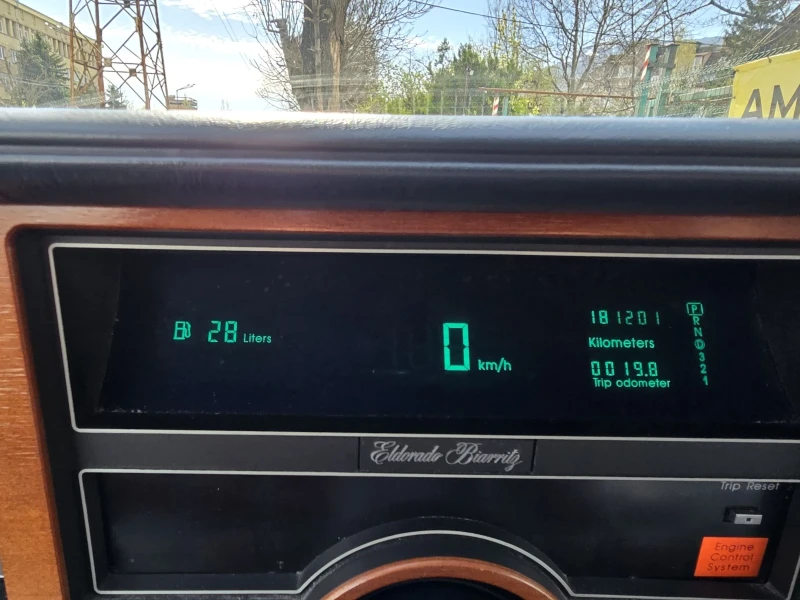 AM
28 Liters
0 km/h
181201
Kilometers
0019.8
Trip odometer
P
R
N
D
3
2
1
Eldorado Biarritz
Trip Reset
Engine
Control
System